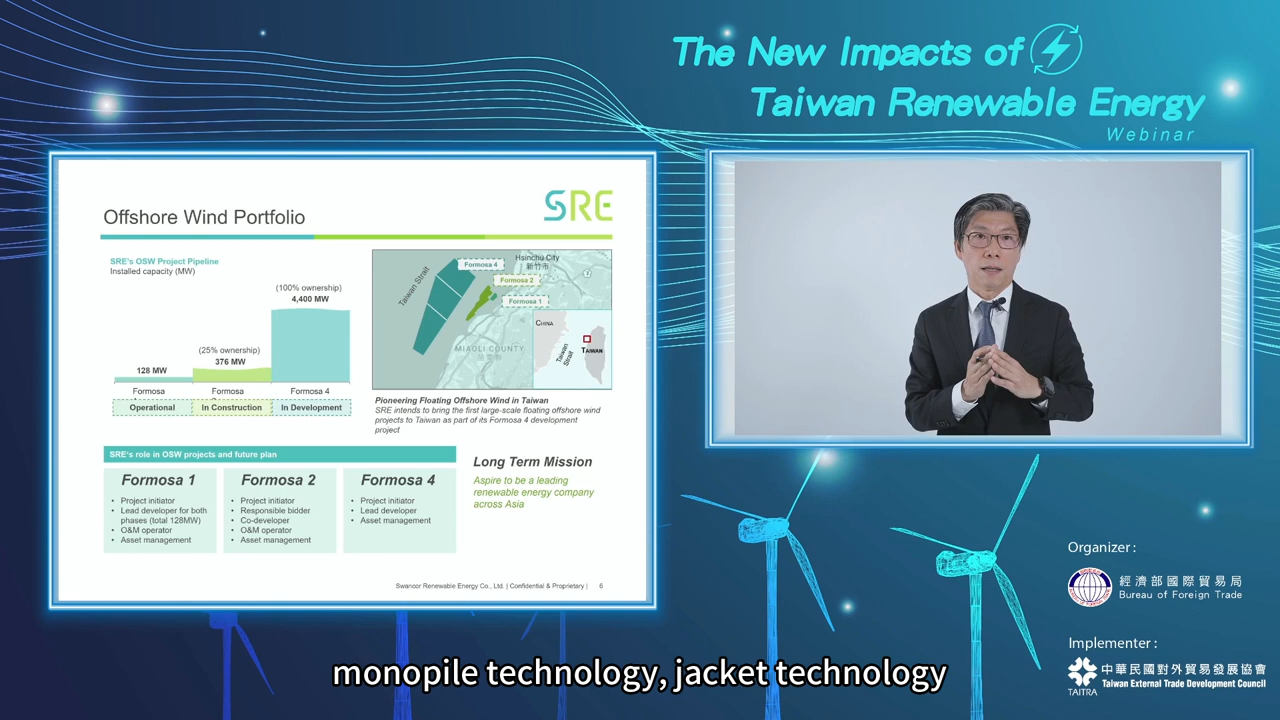 The New Impacts of
Taiwan Renewable Energy
Webinar
SRE
Offshore Wind Portfolio
SRE's OSW Project Pipeline
Installed capacity (MW)
(100% ownership)
4,400 MW
(25% ownership)
376 MW
128 MW
Formosa
Formosa
Formosa 4
Operational
In Construction
In Development
Taiwan Strait
Formosa 4
Hsinchu City
新竹市
Formosa 2
Formosa 1
MIAOLI COUNTY
CHINA
Taiwan
Strait
TAIWAN
Pioneering Floating Offshore Wind in Taiwan
SRE intends to bring the first large-scale floating offshore wind
projects to Taiwan as part of its Formosa 4 development
project
SRE's role in OSW projects and future plan
Formosa 1
• Project initiator
• Lead developer for both
phases (total 128MW)
• O&M operator
• Asset management
Formosa 2
• Project initiator
• Responsible bidder
• Co-developer
• O&M operator
• Asset management
Formosa 4
• Project initiator
• Lead developer
• Asset management
Long Term Mission
Aspire to be a leading
renewable energy company
across Asia
Swancor Renewable Energy Co., Ltd. | Confidential & Proprietary | 6
Organizer :
經濟部國際貿易局
Bureau of Foreign Trade
Implementer :
中華民國對外貿易發展協會
TAITRA
Taiwan External Trade Development Council
monopile technology, jacket technology